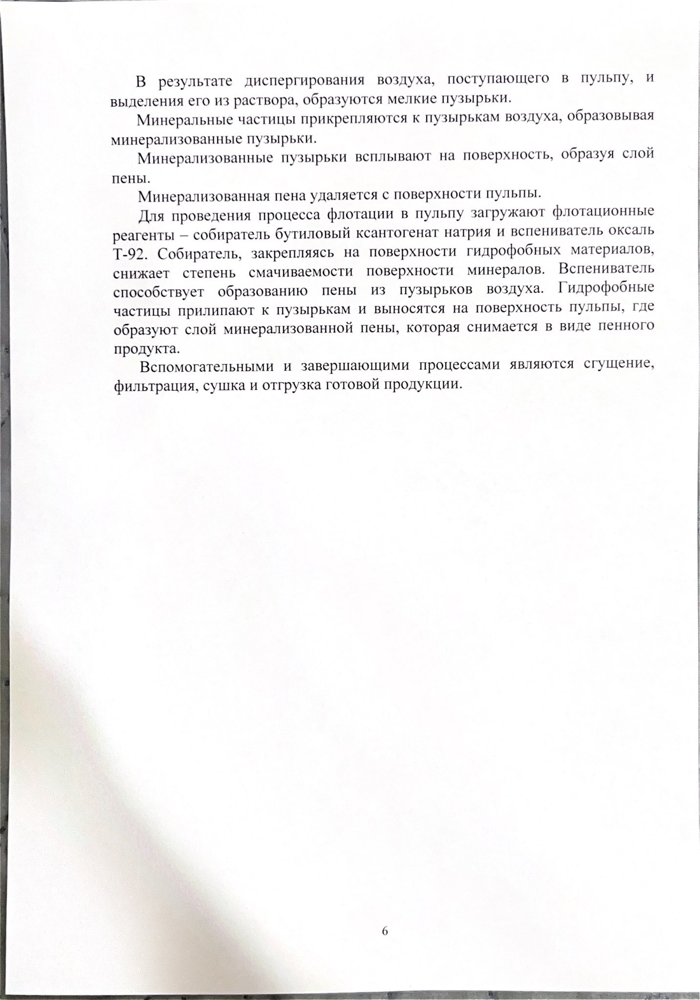 В результате диспергирования воздуха, поступающего в пульпу, и
выделения его из раствора, образуются мелкие пузырьки.
Минеральные частицы прикрепляются к пузырькам воздуха, образовывая
минерализованные пузырьки.
Минерализованные пузырьки всплывают на поверхность, образуя слой
пены.
Минерализованная пена удаляется с поверхности пульпы.
Для проведения процесса флотации в пульпу загружают флотационные
реагенты – собиратель бутиловый ксантогенат натрия и вспениватель оксаль
Т-92. Собиратель, закрепляясь на поверхности гидрофобных материалов,
снижает степень смачиваемости поверхности минералов. Вспениватель
способствует образованию пены из пузырьков воздуха. Гидрофобные
частицы прилипают к пузырькам и выносятся на поверхность пульпы, где
образуют слой минерализованной пены, которая снимается в виде пенного
продукта.
Вспомогательными и завершающими процессами являются сгущение,
фильтрация, сушка и отгрузка готовой продукции.
6